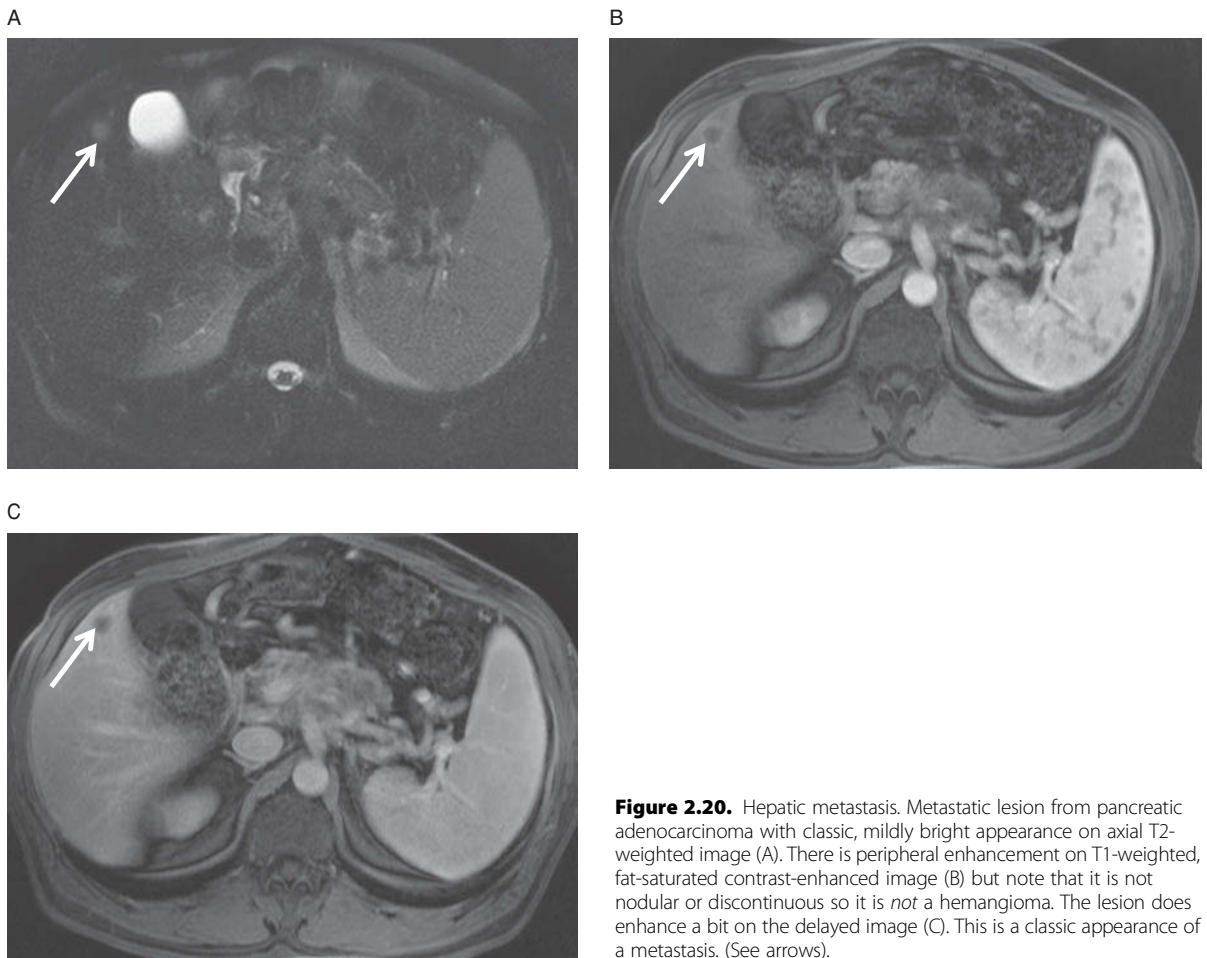 A
B
C
Figure 2.20. Hepatic metastasis. Metastatic lesion from pancreatic
adenocarcinoma with classic, mildly bright appearance on axial T2-
weighted image (A). There is peripheral enhancement on T1-weighted,
fat-saturated contrast-enhanced image (B) but note that it is not
nodular or discontinuous so it is not a hemangioma. The lesion does
enhance a bit on the delayed image (C). This is a classic appearance of
a metastasis. (See arrows).